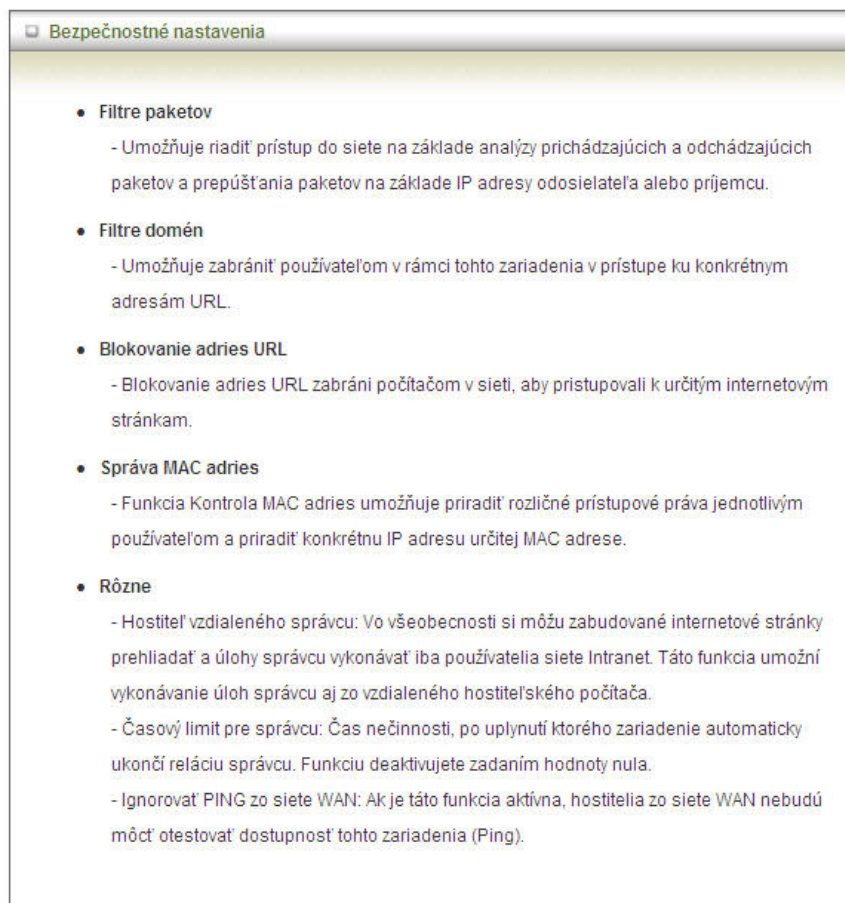 Bezpečnostné nastavenia
● Filtre paketov
- Umožňuje riadiť prístup do siete na základe analýzy prichádzajúcich a odchádzajúcich
paketov a prepúšťania paketov na základe IP adresy odosielateľa alebo príjemcu.
● Filtre domén
- Umožňuje zabrániť používateľom v rámci tohto zariadenia v prístupe ku konkrétnym
adresám URL.
● Blokovanie adries URL
- Blokovanie adries URL zabráni počítačom v sieti, aby pristupovali k určitým internetovým
stránkam.
● Správa MAC adries
- Funkcia Kontrola MAC adries umožňuje priradiť rozličné prístupové práva jednotlivým
používateľom a priradiť konkrétnu IP adresu určitej MAC adrese.
● Rôzne
- Hostiteľ vzdialeného správcu: Vo všeobecnosti si môžu zabudované internetové stránky
prehliadať a úlohy správcu vykonávať iba používatelia siete Intranet. Táto funkcia umožní
vykonávanie úloh správcu aj zo vzdialeného hostiteľského počítača.
- Časový limit pre správcu: Čas nečinnosti, po uplynutí ktorého zariadenie automaticky
ukončí reláciu správcu. Funkciu deaktivujete zadaním hodnoty nula.
- Ignorovať PING zo siete WAN: Ak je táto funkcia aktívna, hostitelia zo siete WAN nebudú
môcť otestovať dostupnosť tohto zariadenia (Ping).